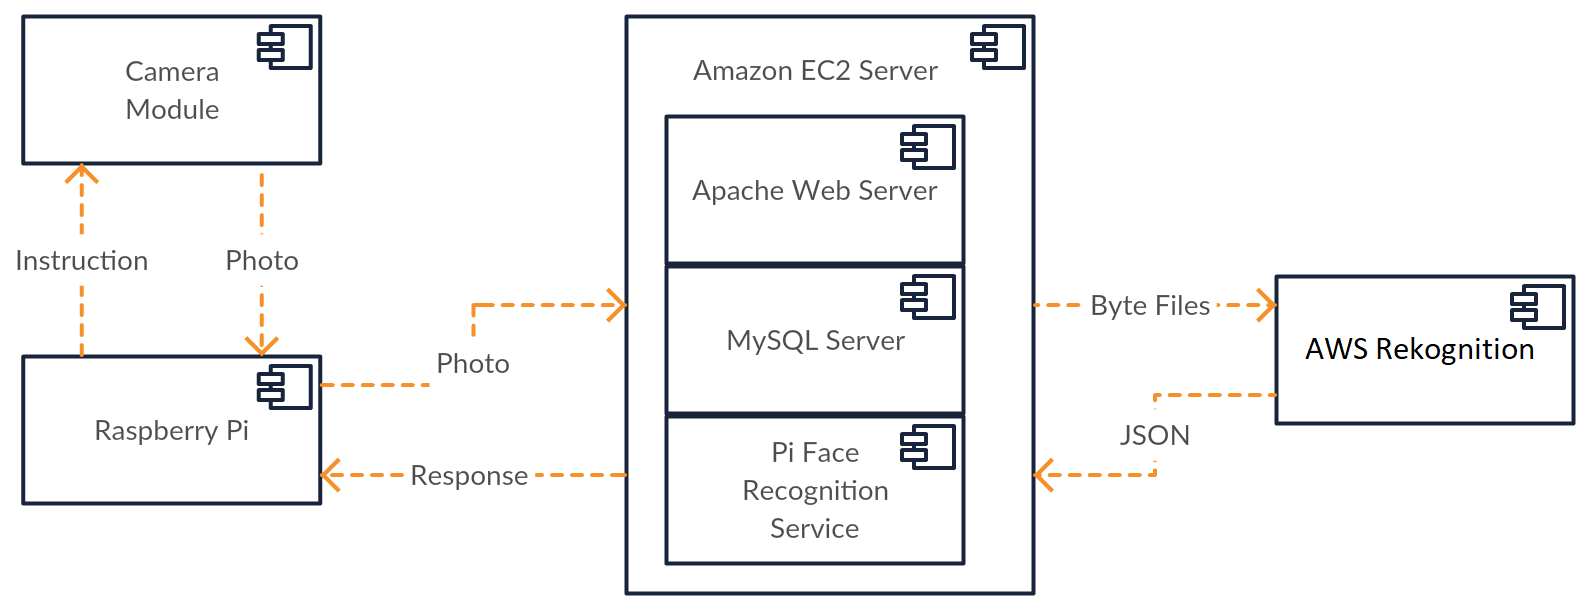 Camera
Module
Instruction
Photo
Raspberry Pi
Photo
Response
Amazon EC2 Server
Apache Web Server
MySQL Server
Pi Face
Recognition
Service
Byte Files
JSON
AWS Rekognition